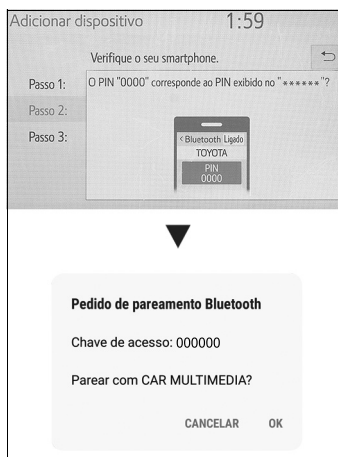 Adicionar dispositivo 1:59
Verifique o seu smartphone.
Passo 1: O PIN "0000" corresponde ao PIN exibido no "******"?
Passo 2:
Passo 3:
< Bluetooth Ligado
TOYOTA
PIN
0000
Pedido de pareamento Bluetooth
Chave de acesso: 000000
Parear com CAR MULTIMEDIA?
CANCELAR OK